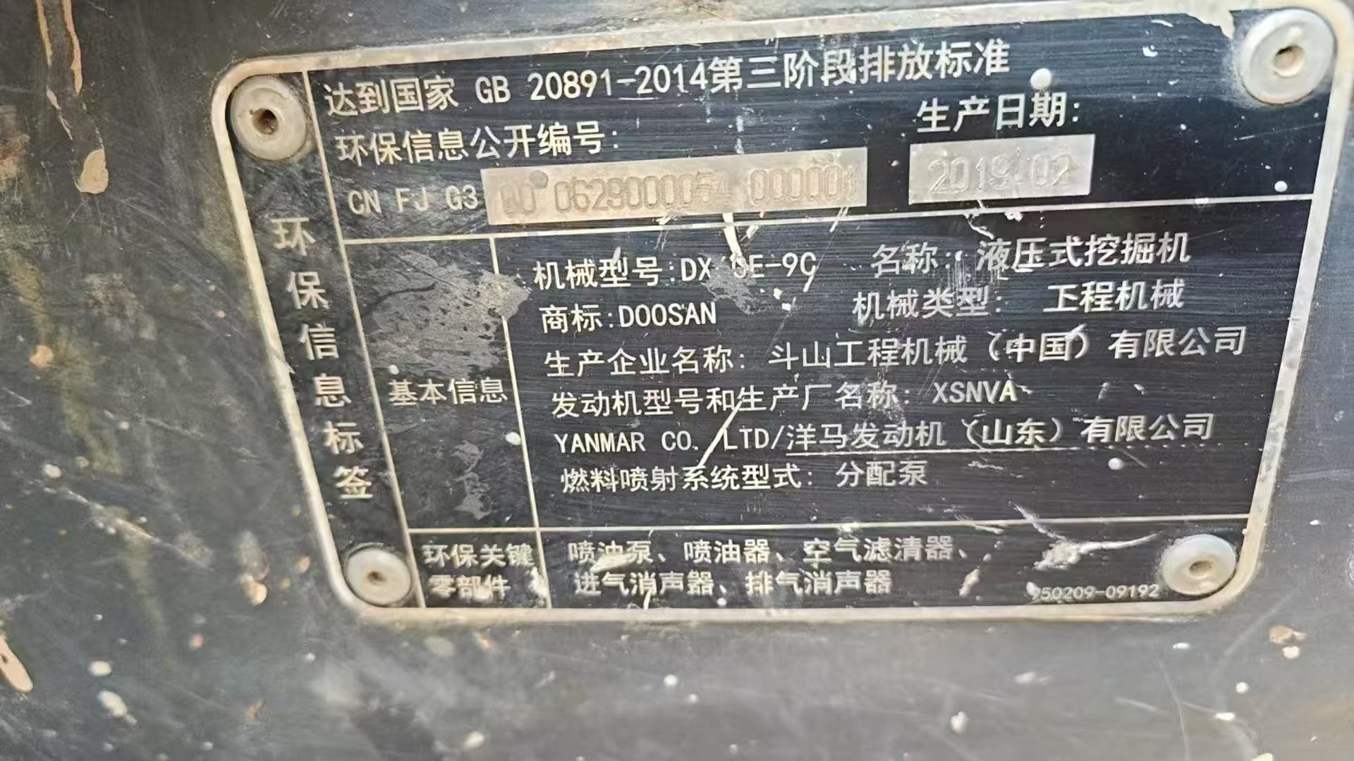 达到国家 GB 20891-2014第三阶段排放标准
环保信息公开编号:
生产日期:
CN FJ G3
2019.02
环保信息标签
基本信息
机械型号:
名称: 液压式挖掘机
商标:DOOSAN
机械类型: 工程机械
生产企业名称: 斗山工程机械(中国)有限公司
发动机型号和生产厂名称: XSNVA
YANMAR CO. LTD/洋马发动机(山东)有限公司
燃料喷射系统型式: 分配泵
环保关键
零部件
喷油泵、喷油器、空气滤清器、
进气消声器、排气消声器
950209-09192